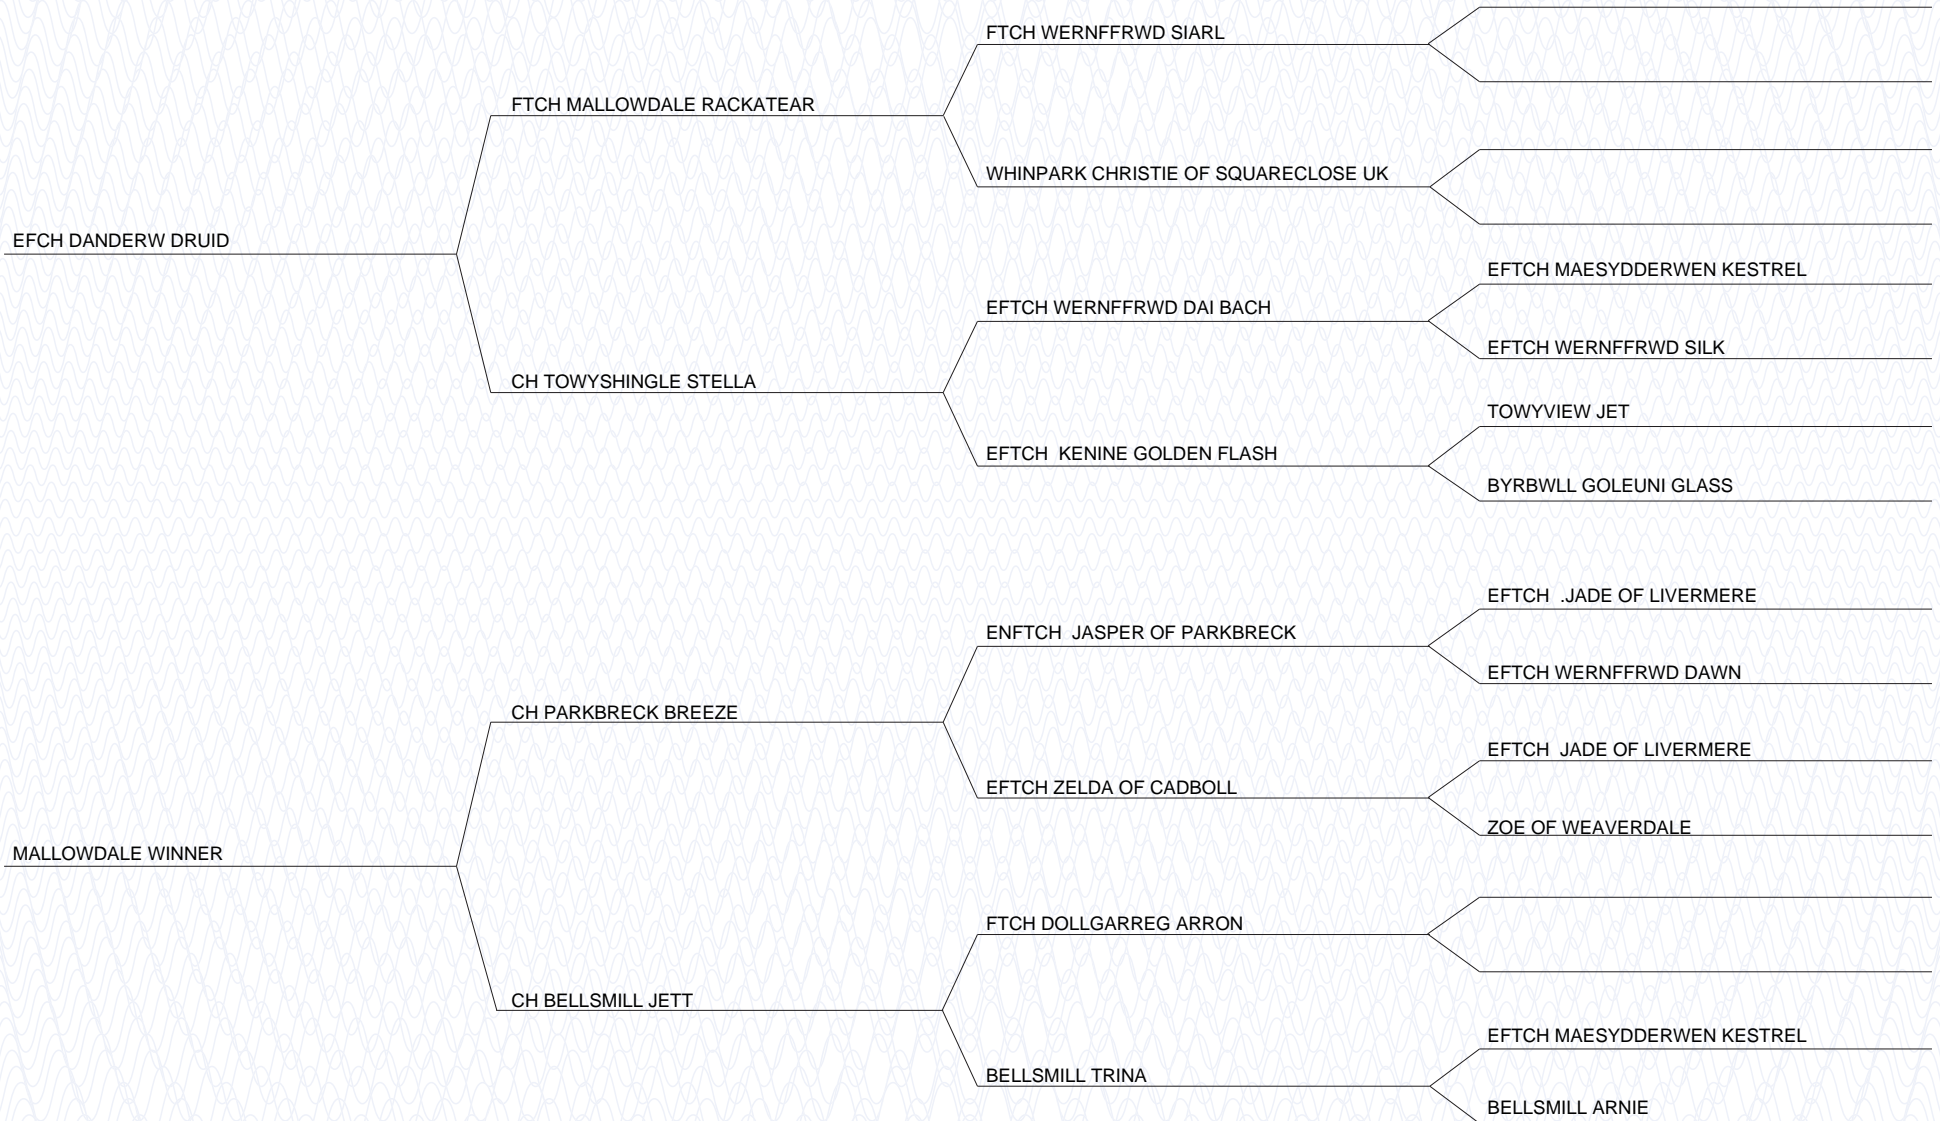 FTCH WERNFFRWD SIARL
FTCH MALLOWDALE RACKATEAR
WHINPARK CHRISTIE OF SQUARECLOSE UK
EFCH DANDERW DRUID
EFTCH MAESYDDERWEN KESTREL
EFTCH WERNFFRWD DAI BACH
EFTCH WERNFFRWD SILK
CH TOWYSHINGLE STELLA
TOWYVIEW JET
EFTCH  KENINE GOLDEN FLASH
BYRBWLL GOLEUNI GLASS
EFTCH  .JADE OF LIVERMERE
ENFTCH  JASPER OF PARKBRECK
EFTCH WERNFFRWD DAWN
CH PARKBRECK BREEZE
EFTCH  JADE OF LIVERMERE
EFTCH ZELDA OF CADBOLL
ZOE OF WEAVERDALE
MALLOWDALE WINNER
FTCH DOLLGARREG ARRON
CH BELLSMILL JETT
EFTCH MAESYDDERWEN KESTREL
BELLSMILL TRINA
BELLSMILL ARNIE